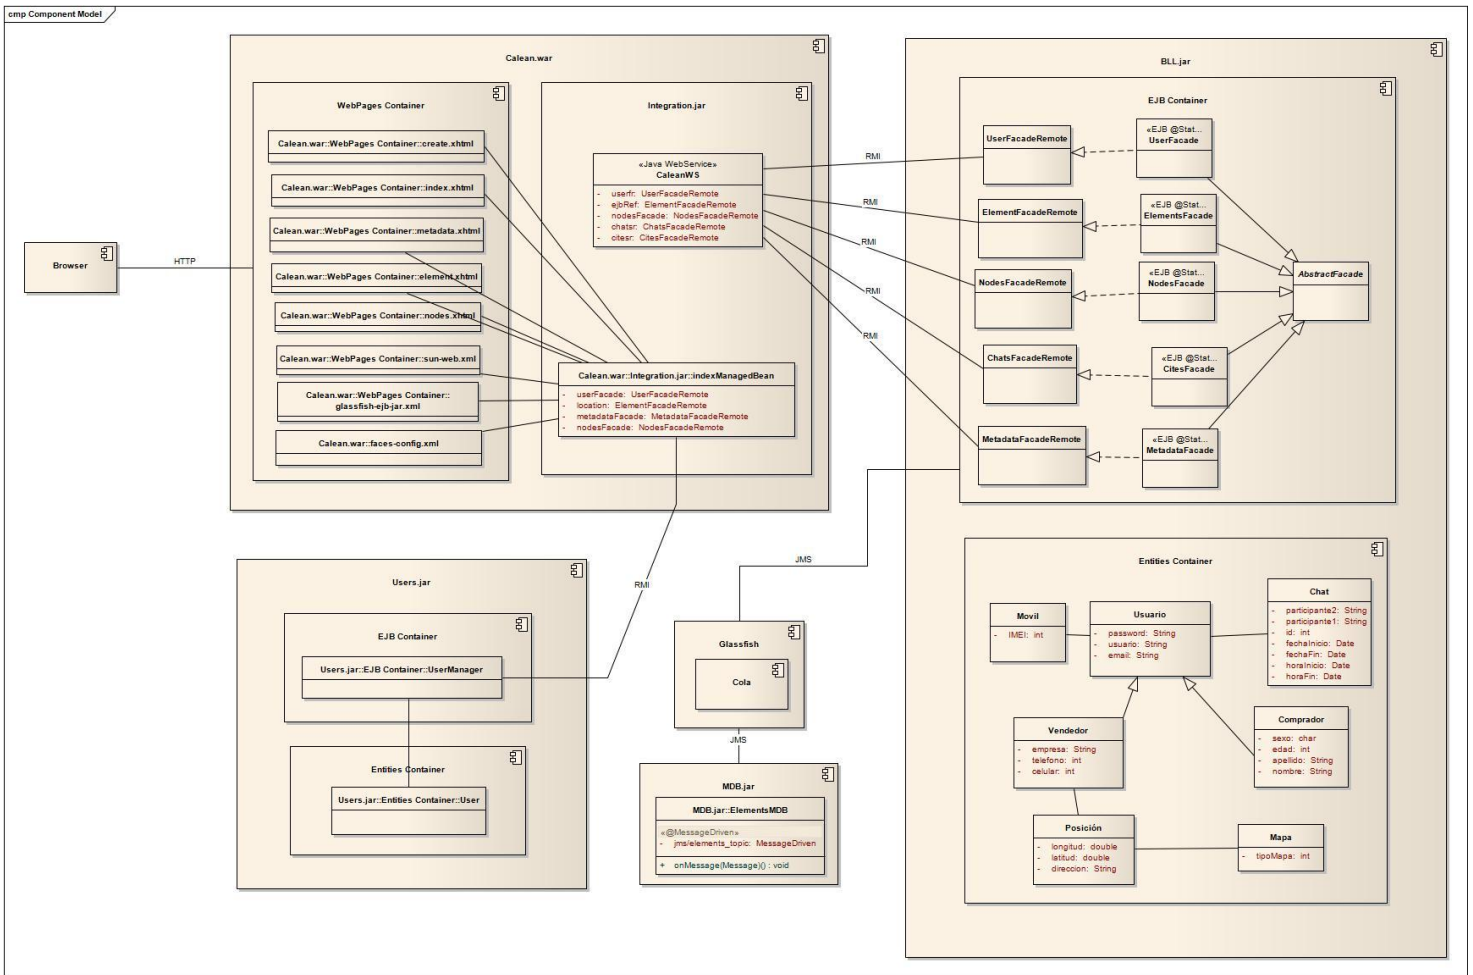 cmp Component Model
Calean.war
WebPages Container
Calean.war::WebPages Container::create.xhtml
Calean.war::WebPages Container::index.xhtml
Calean.war::WebPages Container::metadata.xhtml
Calean.war::WebPages Container::element.xhtml
Calean.war::WebPages Container::nodes.xhtml
Calean.war::WebPages Container::sun-web.xml
Calean.war::WebPages Container::
glassfish-ejb-jar.xml
Calean.war::faces-config.xml
Integration.jar
«Java WebService»
CaleanWS
- userfr: UserFacadeRemote
- ejbRef: ElementFacadeRemote
- nodesFacade: NodesFacadeRemote
- chatsr: ChatsFacadeRemote
- citesr: CitesFacadeRemote
Calean.war::Integration.jar::indexManagedBean
- userFacade: UserFacadeRemote
- location: ElementFacadeRemote
- metadataFacade: MetadataFacadeRemote
- nodesFacade: NodesFacadeRemote
Browser
HTTP
RMI
RMI
RMI
RMI
RMI
BLL.jar
EJB Container
UserFacadeRemote
«EJB @Stat...
UserFacade
ElementFacadeRemote
«EJB @Stat...
ElementsFacade
NodesFacadeRemote
«EJB @Stat...
NodesFacade
AbstractFacade
ChatsFacadeRemote
«EJB @Stat...
CitesFacade
MetadataFacadeRemote
«EJB @Stat...
MetadataFacade
JMS
RMI
Users.jar
EJB Container
Users.jar::EJB Container::UserManager
Entities Container
Users.jar::Entities Container::User
Glassfish
Cola
JMS
MDB.jar
MDB.jar::ElementsMDB
«@MessageDriven»
- jms/elements_topic: MessageDriven
+ onMessage(Message)() : void
Entities Container
Movil
- IMEI: int
Usuario
- password: String
- usuario: String
- email: String
Chat
- participante2: String
- participante1: String
- id: int
- fechaInicio: Date
- fechaFin: Date
- horaInicio: Date
- horaFin: Date
Vendedor
- empresa: String
- telefono: int
- celular: int
Comprador
- sexo: char
- edad: int
- apellido: String
- nombre: String
Posición
- longitud: double
- latitud: double
- direccion: String
Mapa
- tipoMapa: int